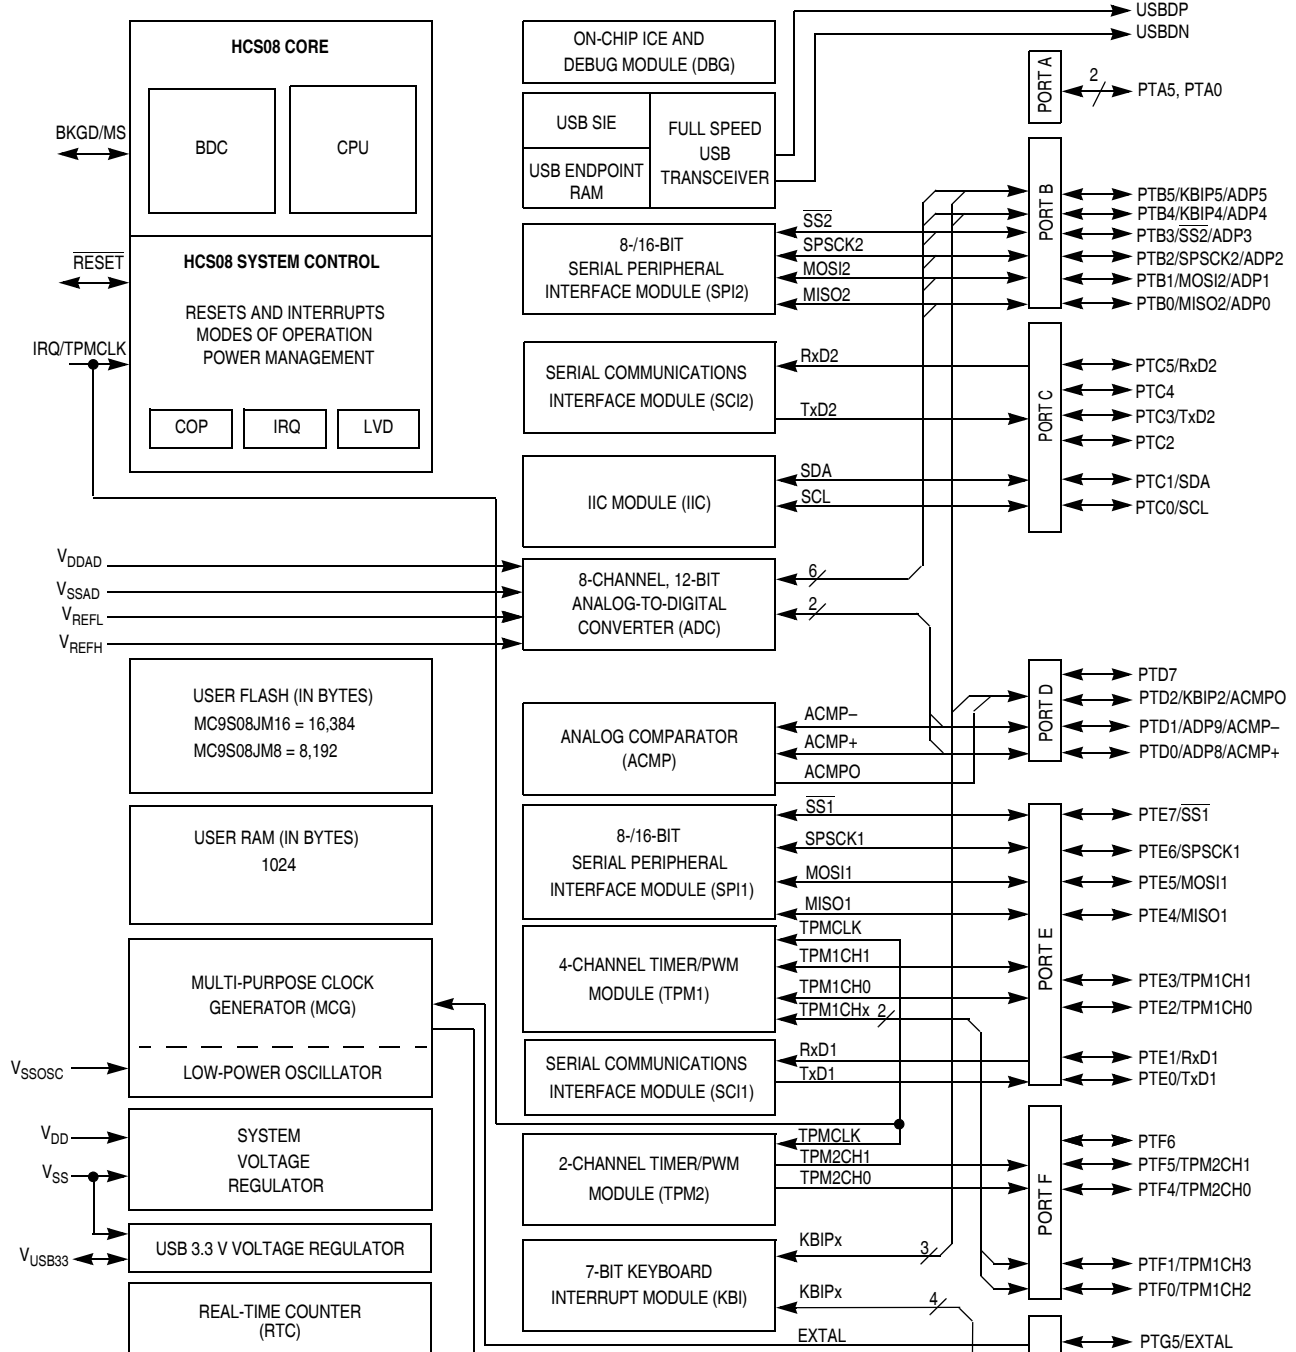 HCS08 CORE
BDC
CPU
BKGD/MS
RESET
HCS08 SYSTEM CONTROL
RESETS AND INTERRUPTS
MODES OF OPERATION
POWER MANAGEMENT
IRQ/TPMCLK
COP
IRQ
LVD
VDDAD
VSSAD
VREFL
VREFH
USER FLASH (IN BYTES)
MC9S08JM16 = 16,384
MC9S08JM8 = 8,192
USER RAM (IN BYTES)
1024
MULTI-PURPOSE CLOCK
GENERATOR (MCG)
LOW-POWER OSCILLATOR
VSSOSC
VDD
VSS
SYSTEM
VOLTAGE
REGULATOR
USB 3.3 V VOLTAGE REGULATOR
VUSB33
REAL-TIME COUNTER
(RTC)
ON-CHIP ICE AND
DEBUG MODULE (DBG)
USB SIE
USB ENDPOINT
RAM
FULL SPEED
USB
TRANSCEIVER
USBDP
USBDN
8-/16-BIT
SERIAL PERIPHERAL
INTERFACE MODULE (SPI2)
SS2
SPSCK2
MOSI2
MISO2
SERIAL COMMUNICATIONS
INTERFACE MODULE (SCI2)
RxD2
TxD2
IIC MODULE (IIC)
SDA
SCL
8-CHANNEL, 12-BIT
ANALOG-TO-DIGITAL
CONVERTER (ADC)
6
2
ANALOG COMPARATOR
(ACMP)
ACMP–
ACMP+
ACMPO
8-/16-BIT
SERIAL PERIPHERAL
INTERFACE MODULE (SPI1)
SS1
SPSCK1
MOSI1
MISO1
4-CHANNEL TIMER/PWM
MODULE (TPM1)
TPMCLK
TPM1CH1
TPM1CH0
TPM1CHx 2
SERIAL COMMUNICATIONS
INTERFACE MODULE (SCI1)
RxD1
TxD1
2-CHANNEL TIMER/PWM
MODULE (TPM2)
TPMCLK
TPM2CH1
TPM2CH0
7-BIT KEYBOARD
INTERRUPT MODULE (KBI)
KBIPx
3
KBIPx
4
EXTAL
PORT A
2
PTA5, PTA0
PORT B
PTB5/KBIP5/ADP5
PTB4/KBIP4/ADP4
PTB3/SS2/ADP3
PTB2/SPSCK2/ADP2
PTB1/MOSI2/ADP1
PTB0/MISO2/ADP0
PORT C
PTC5/RxD2
PTC4
PTC3/TxD2
PTC2
PTC1/SDA
PTC0/SCL
PORT D
PTD7
PTD2/KBIP2/ACMPO
PTD1/ADP9/ACMP–
PTD0/ADP8/ACMP+
PORT E
PTE7/SS1
PTE6/SPSCK1
PTE5/MOSI1
PTE4/MISO1
PTE3/TPM1CH1
PTE2/TPM1CH0
PTE1/RxD1
PTE0/TxD1
PORT F
PTF6
PTF5/TPM2CH1
PTF4/TPM2CH0
PTF1/TPM1CH3
PTF0/TPM1CH2
PTG5/EXTAL